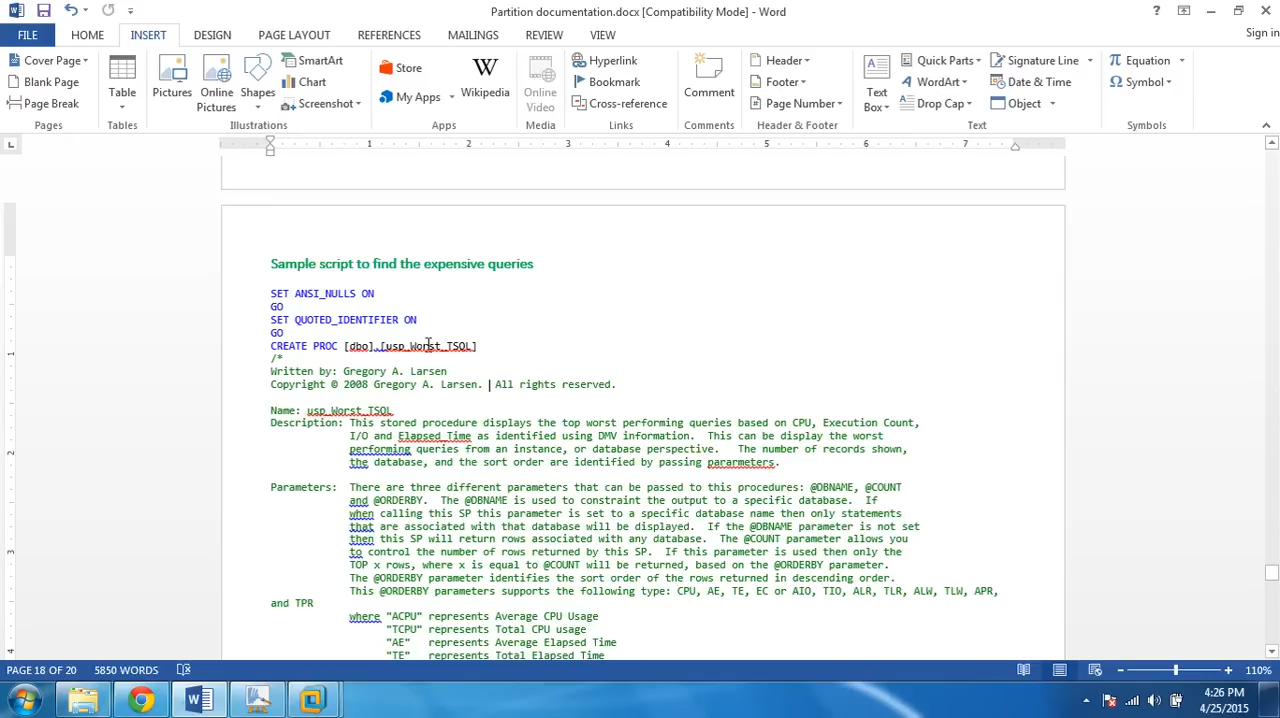 Partition documentation.docx [Compatibility Mode] - Word
?
FILE HOME INSERT DESIGN PAGE LAYOUT REFERENCES MAILINGS REVIEW VIEW
Sign in
Cover Page
Blank Page
Page Break
Pages
Table
Tables
Pictures
Online Pictures
Shapes
SmartArt
Chart
Screenshot
Illustrations
Store
My Apps
W
Wikipedia
Apps
Online Video
Media
Hyperlink
Bookmark
Cross-reference
Links
Comment
Comments
Header
Footer
Page Number
Header & Footer
Text Box
Quick Parts
WordArt
Drop Cap
Signature Line
Date & Time
Object
Text
Equation
Symbol
Symbols
1 2 3 4 5 6 7
Sample script to find the expensive queries
SET ANSI_NULLS ON
GO
SET QUOTED_IDENTIFIER ON
GO
CREATE PROC [dbo].[usp_Worst_TSQL]
/*
Written by: Gregory A. Larsen
Copyright © 2008 Gregory A. Larsen. All rights reserved.
Name: usp_Worst_TSQL
Description: This stored procedure displays the top worst performing queries based on CPU, Execution Count,
I/O and Elapsed_Time as identified using DMV information. This can be display the worst
performing queries from an instance, or database perspective. The number of records shown,
the database, and the sort order are identified by passing pararmeters.
Parameters: There are three different parameters that can be passed to this procedures: @DBNAME, @COUNT
and @ORDERBY. The @DBNAME is used to constraint the output to a specific database. If
when calling this SP this parameter is set to a specific database name then only statements
that are associated with that database will be displayed. If the @DBNAME parameter is not set
then this SP will return rows associated with any database. The @COUNT parameter allows you
to control the number of rows returned by this SP. If this parameter is used then only the
TOP x rows, where x is equal to @COUNT will be returned, based on the @ORDERBY parameter.
The @ORDERBY parameter identifies the sort order of the rows returned in descending order.
This @ORDERBY parameters supports the following type: CPU, AE, TE, EC or AIO, TIO, ALR, TLR, ALW, TLW, APR,
and TPR
where "ACPU" represents Average CPU Usage
"TCPU" represents Total CPU usage
"AE" represents Average Elapsed Time
"TE" represents Total Elapsed Time
1
2
3
4
PAGE 18 OF 20 5850 WORDS
110%
4:26 PM
4/25/2015